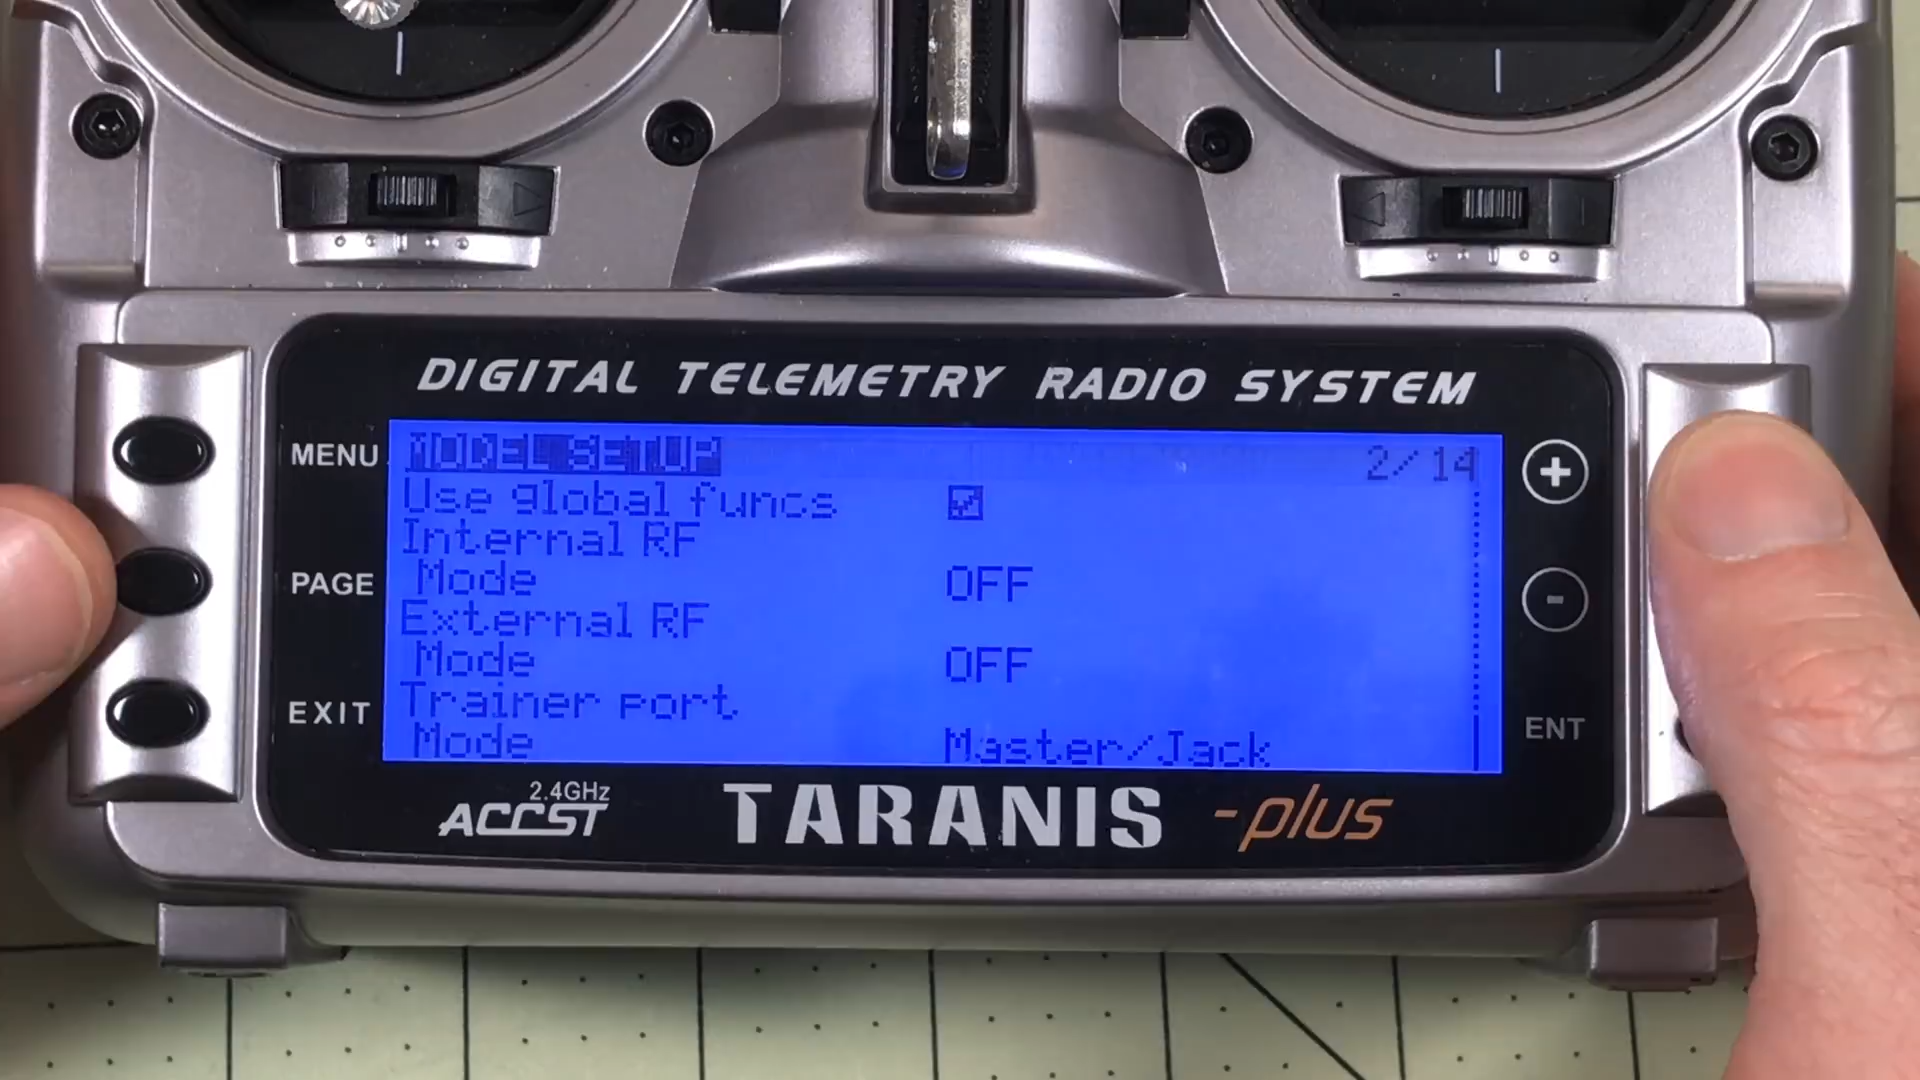 DIGITAL TELEMETRY RADIO SYSTEM
MENU
PAGE
EXIT
MODEL SETUP 2/14
Use global funcs
Internal RF
Mode OFF
External RF
Mode OFF
Trainer port
Mode Master/Jack
+
-
ENT
2.4GHz
ACCST
TARANIS -plus